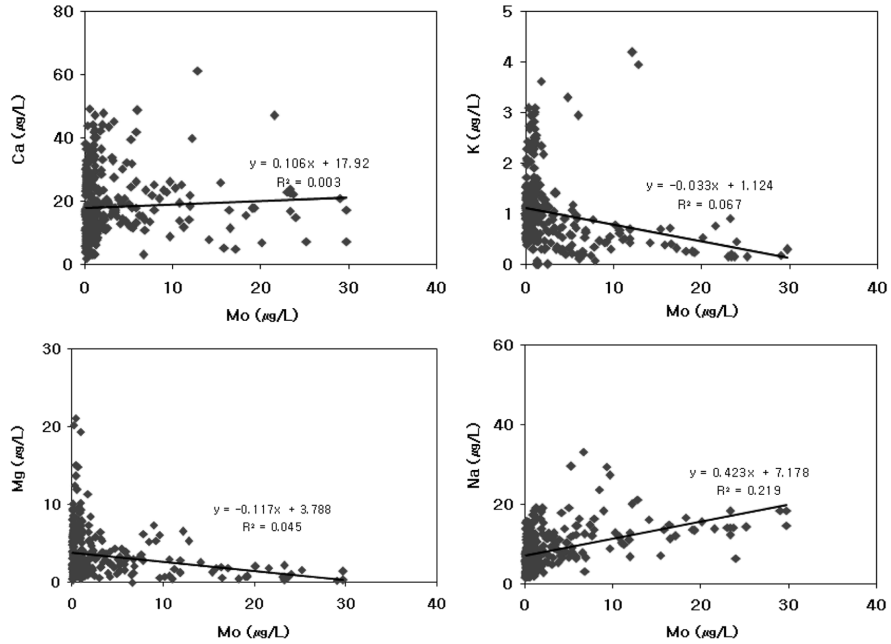 80
60
40
20
0
Ca (㎍/L)
y = 0.106x + 17.92
R² = 0.003
0 10 20 30 40
Mo (㎍/L)
5
4
3
2
1
0
K (㎍/L)
y = -0.033x + 1.124
R² = 0.067
0 10 20 30 40
Mo (㎍/L)
30
20
10
0
Mg (㎍/L)
y = -0.117x + 3.788
R² = 0.045
0 10 20 30 40
Mo (㎍/L)
60
40
20
0
Na (㎍/L)
y = 0.423x + 7.178
R² = 0.219
0 10 20 30 40
Mo (㎍/L)